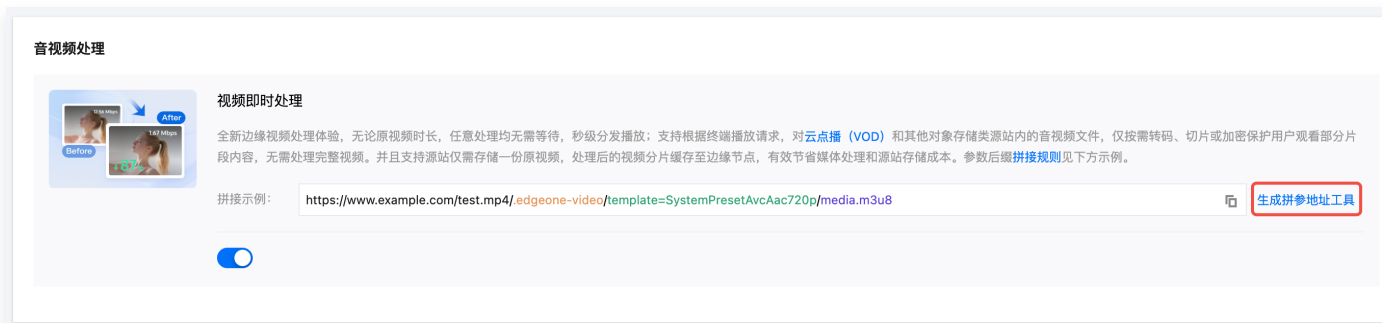 音视频处理
视频即时处理
12.56 Mbps
After
1.67 Mbps
Before
全新边缘视频处理体验，无论原视频时长，任意处理均无需等待，秒级分发播放；支持根据终端播放请求，对云点播（VOD）和其他对象存储类源站内的音视频文件，仅按需转码、切片或加密保护用户观看部分片
段内容，无需处理完整视频。并且支持源站仅需存储一份原视频，处理后的视频分片缓存至边缘节点，有效节省媒体处理和源站存储成本。参数后缀拼接规则见下方示例。
拼接示例： https://www.example.com/test.mp4/.edgeone-video/template=SystemPresetAvcAac720p/media.m3u8 生成拼参地址工具